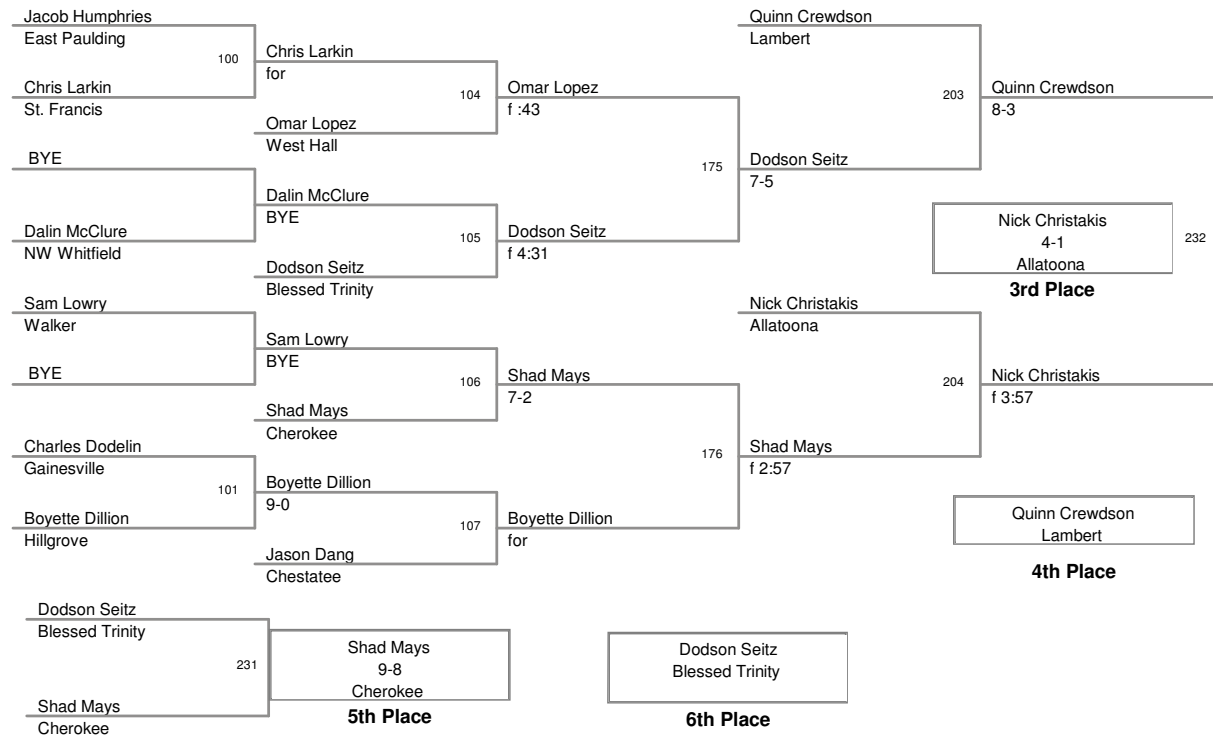 Jacob Humphries
East Paulding
100
Chris Larkin
St. Francis
BYE
Dalin McClure
NW Whitfield
Sam Lowry
Walker
BYE
Charles Dodelin
Gainesville
101
Boyette Dillion
Hillgrove
Chris Larkin
for
104
Omar Lopez
West Hall
Dalin McClure
BYE
105
Dodson Seitz
Blessed Trinity
Sam Lowry
BYE
106
Shad Mays
Cherokee
Boyette Dillion
9-0
107
Jason Dang
Chestatee
Omar Lopez
f :43
175
Dodson Seitz
f 4:31
Shad Mays
7-2
176
Boyette Dillion
for
Quinn Crewdson
Lambert
203
Dodson Seitz
7-5
Nick Christakis
Allatoona
204
Shad Mays
f 2:57
Quinn Crewdson
8-3
Nick Christakis
4-1
Allatoona
232
3rd Place
Nick Christakis
f 3:57
Quinn Crewdson
Lambert
4th Place
Dodson Seitz
Blessed Trinity
231
Shad Mays
Cherokee
Shad Mays
9-8
Cherokee
5th Place
Dodson Seitz
Blessed Trinity
6th Place